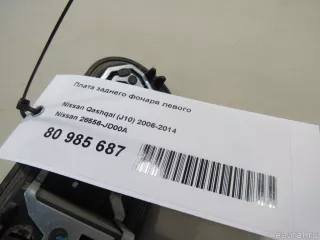 Плата заднего фонаря левого
Nissan Qashqai (J10) 2006-2014
Nissan 26556-JD00A
80 985 687